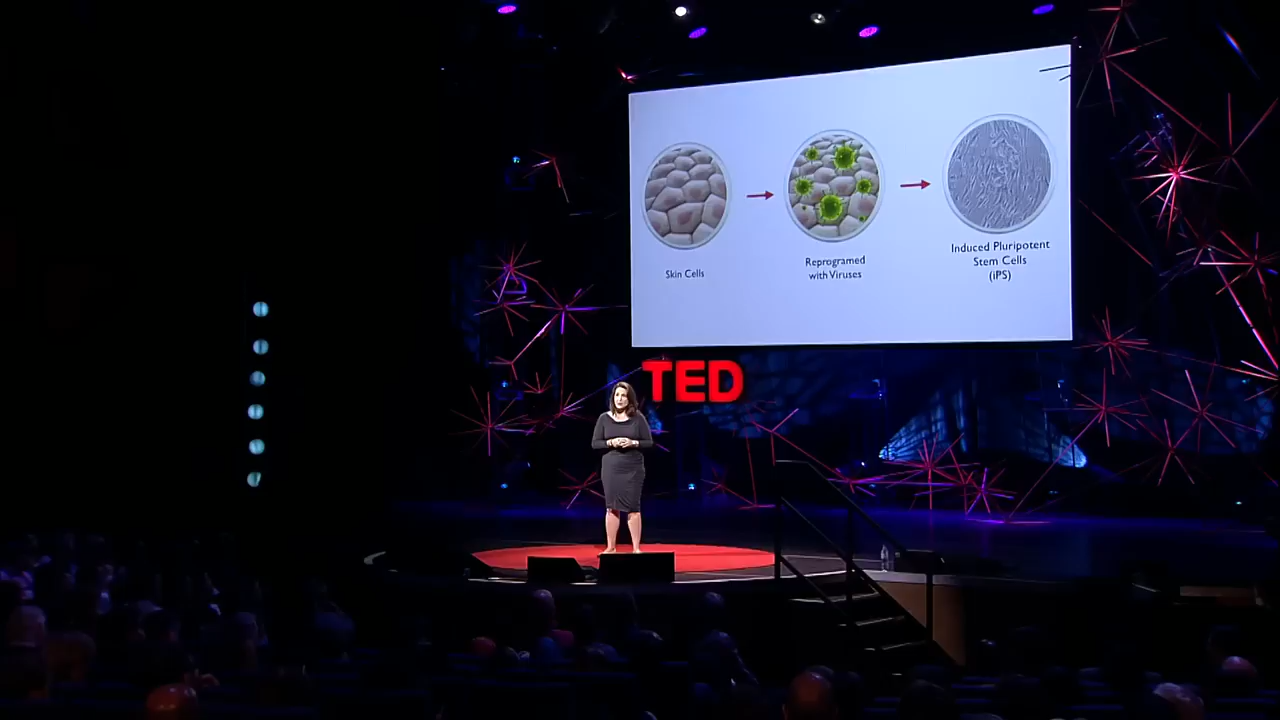 Skin Cells
Reprogramed
with Viruses
Induced Pluripotent
Stem Cells
(iPS)
TED